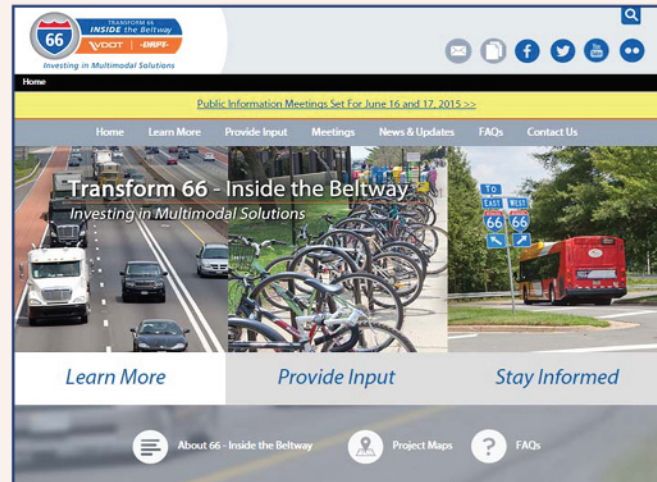 TRANSFORM 66
INSIDE the Beltway
66
VDOT
DRPT
Investing in Multimodal Solutions
You
Tube
Home
Public Information Meetings Set For June 16 and 17, 2015 >>
Home Learn More Provide Input Meetings News & Updates FAQs Contact Us
Transform 66 - Inside the Beltway
Investing in Multimodal Solutions
TO
EAST WEST
66 66
Learn More Provide Input Stay Informed
About 66 - Inside the Beltway Project Maps ? FAQs